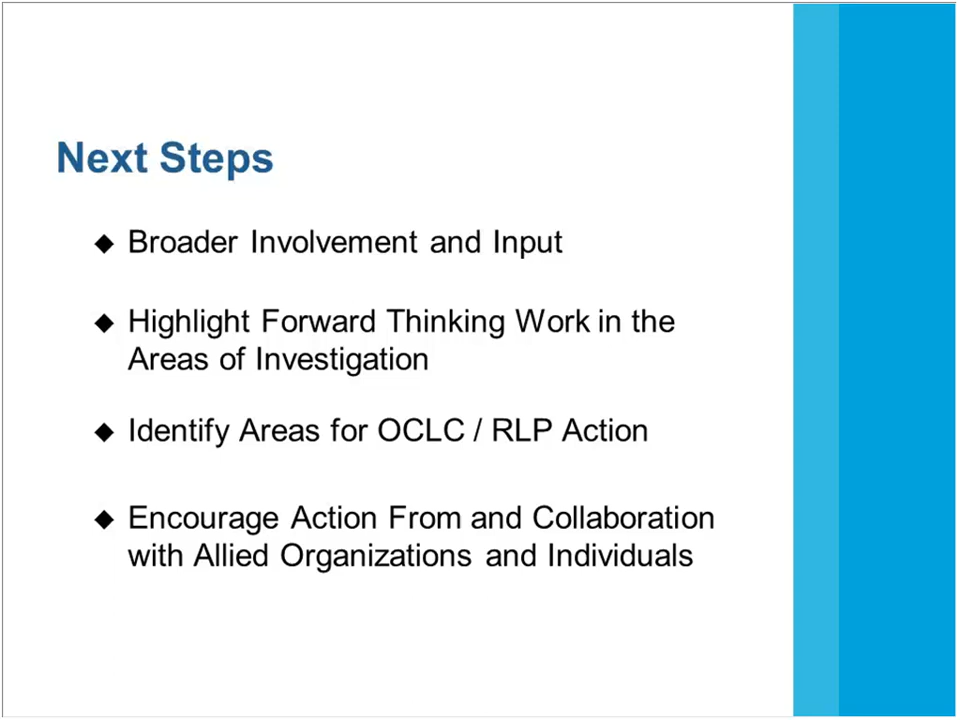 Next Steps
◆ Broader Involvement and Input
◆ Highlight Forward Thinking Work in the
Areas of Investigation
◆ Identify Areas for OCLC / RLP Action
◆ Encourage Action From and Collaboration
with Allied Organizations and Individuals